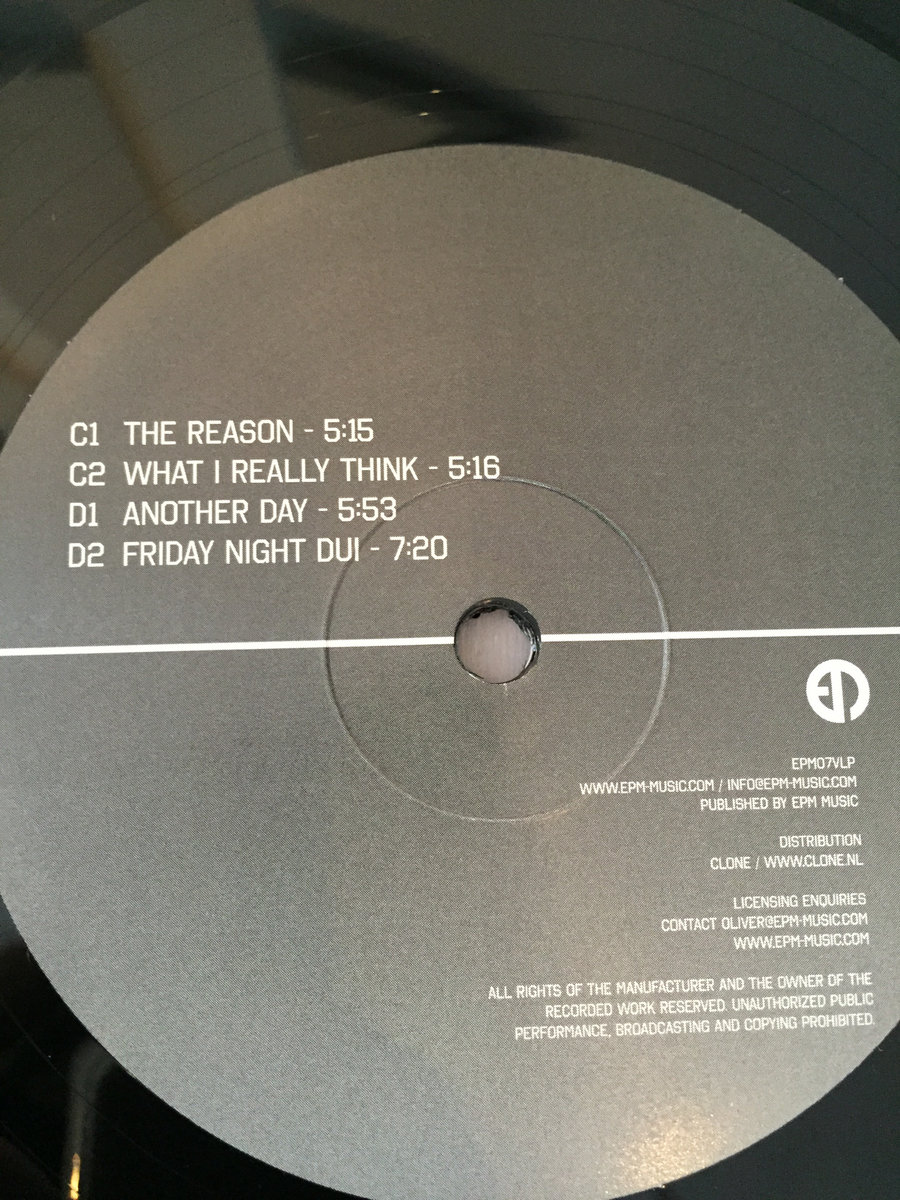 C1 THE REASON - 5:15
C2 WHAT I REALLY THINK - 5:16
D1 ANOTHER DAY - 5:53
D2 FRIDAY NIGHT DUI - 7:20
EP
EPM07VLP
WWW.EPM-MUSIC.COM / INFO@EPM-MUSIC.COM
PUBLISHED BY EPM MUSIC
DISTRIBUTION
CLONE / WWW.CLONE.NL
LICENSING ENQUIRIES
CONTACT OLIVER@EPM-MUSIC.COM
WWW.EPM-MUSIC.COM
ALL RIGHTS OF THE MANUFACTURER AND THE OWNER OF THE
RECORDED WORK RESERVED. UNAUTHORIZED PUBLIC
PERFORMANCE, BROADCASTING AND COPYING PROHIBITED.